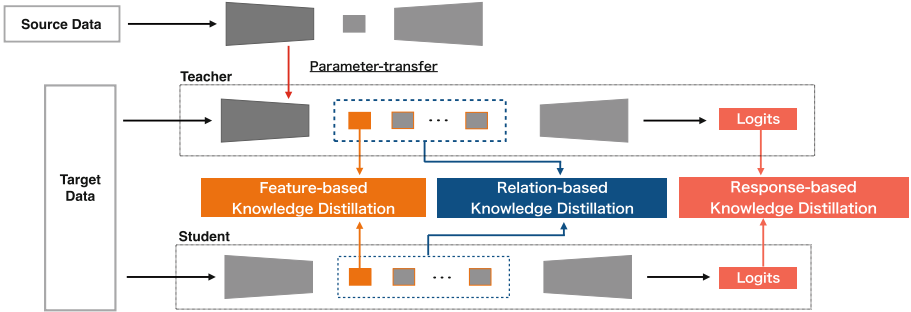 Source Data
Parameter-transfer
Teacher
...
Logits
Target
Data
Feature-based
Knowledge Distillation
Relation-based
Knowledge Distillation
Response-based
Knowledge Distillation
Student
...
Logits